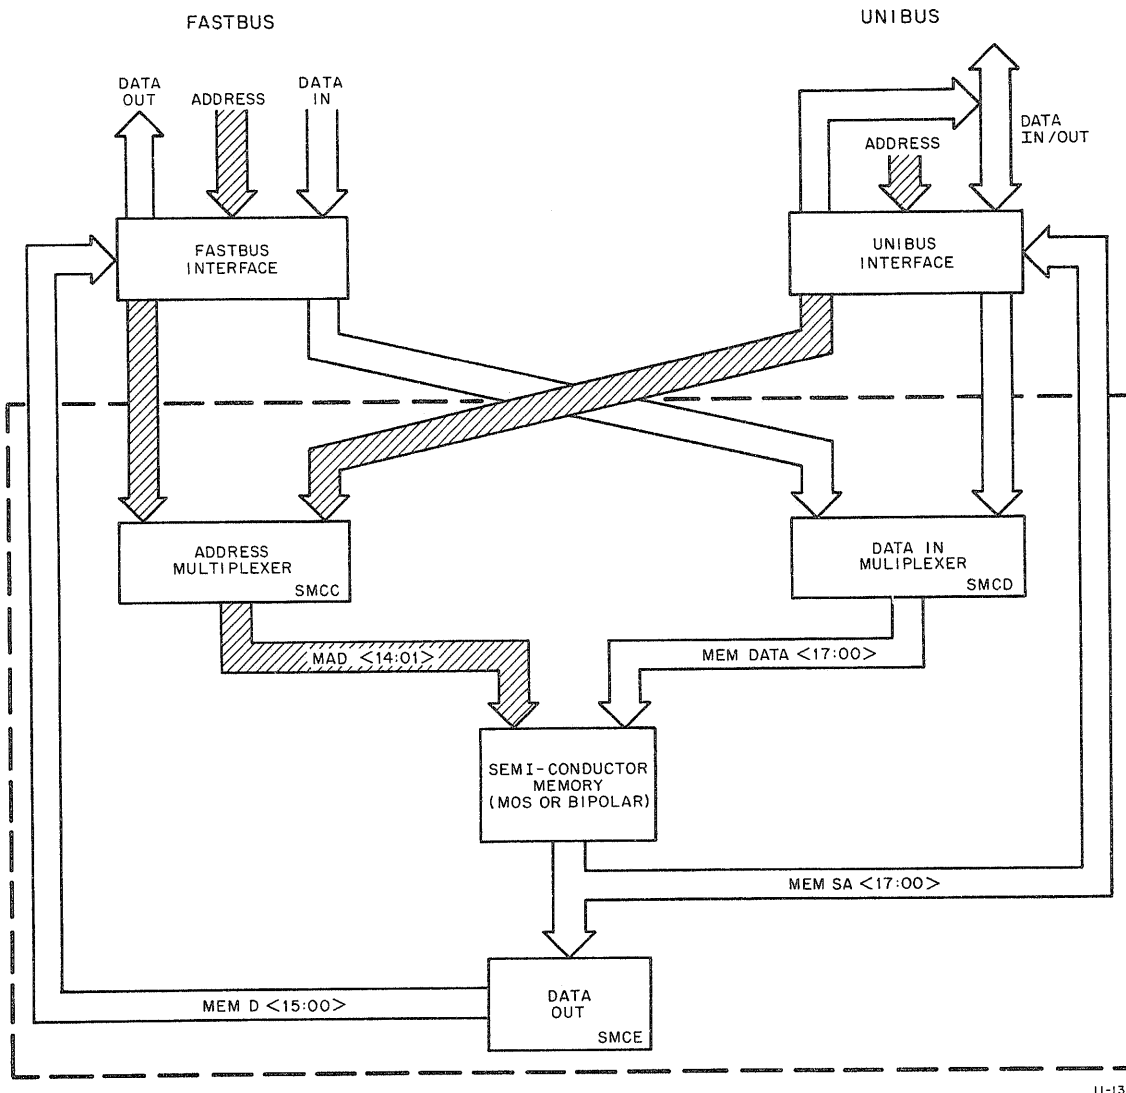 FASTBUS
UNIBUS
DATA
OUT
ADDRESS
DATA
IN
ADDRESS
DATA
IN/OUT
FASTBUS
INTERFACE
UNIBUS
INTERFACE
ADDRESS
MULTIPLEXER
SMCC
DATA IN
MULIPLEXER
SMCD
MAD <14:01>
MEM DATA <17:00>
SEMI-CONDUCTOR
MEMORY
(MOS OR BIPOLAR)
MEM SA <17:00>
MEM D <15:00>
DATA
OUT
SMCE
11-13